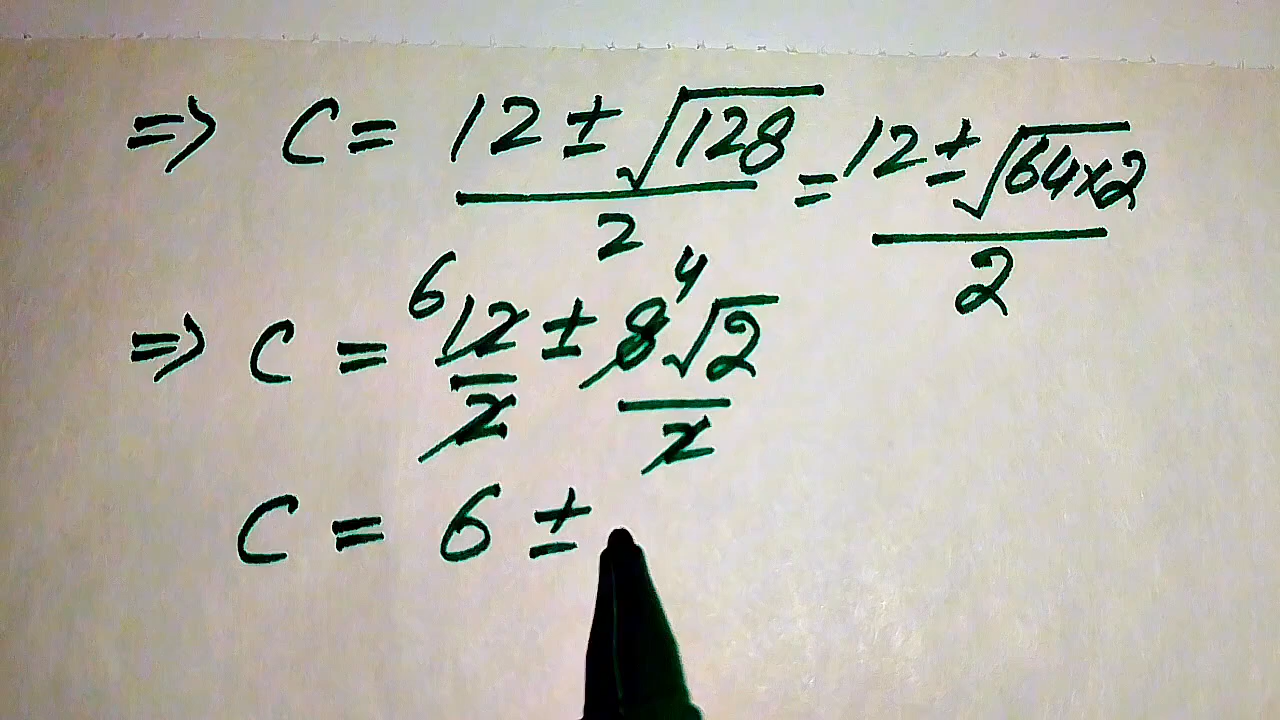 => C = (12 ± √128)/2 = (12 ± √(64×2))/2
=> C = 6 12/2 ± 8 4 √2/2
C = 6 ±